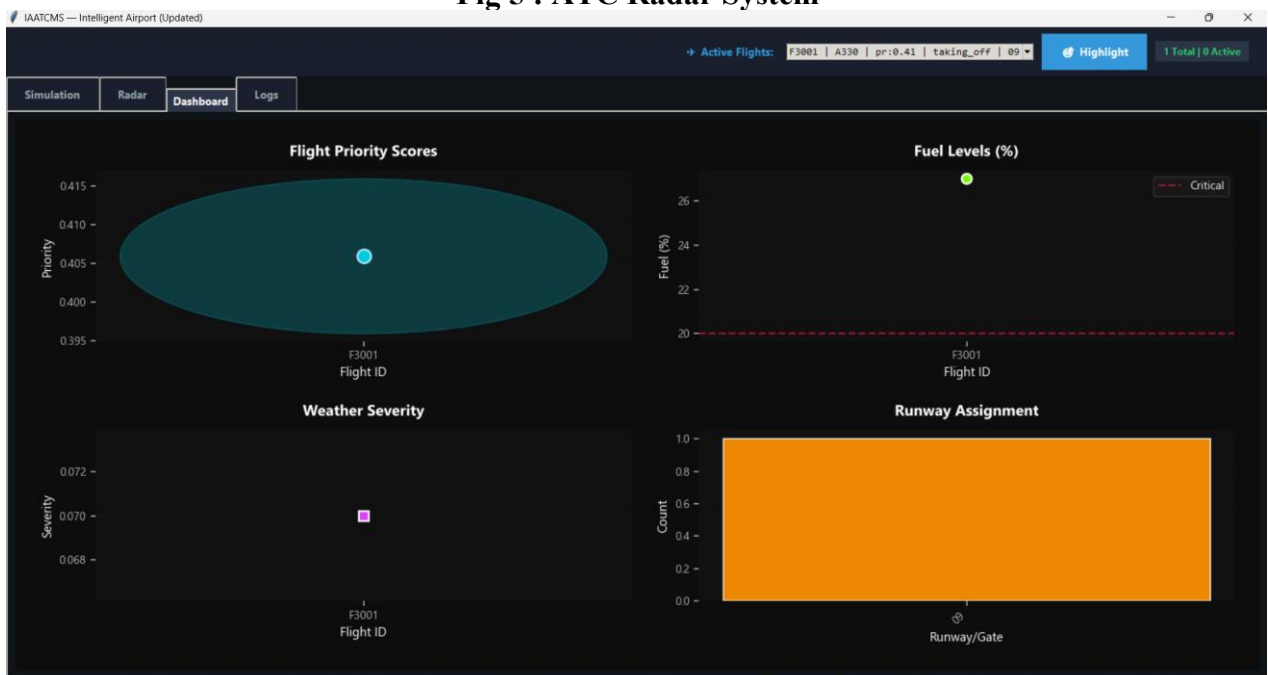 Fig 5 : ATC Radar System
IAATCMS — Intelligent Airport (Updated)
Active Flights: F3001 | A330 | pr:0.41 | taking_off | 09 Highlight 1 Total | 0 Active
Simulation Radar Dashboard Logs
Flight Priority Scores
0.415
0.410
0.405
0.400
0.395
Priority
F3001
Flight ID
Fuel Levels (%)
Critical
26
24
22
20
Fuel (%)
F3001
Flight ID
Weather Severity
0.072
0.070
0.068
Severity
F3001
Flight ID
Runway Assignment
1.0
0.8
0.6
0.4
0.2
0.0
Count
Runway/Gate